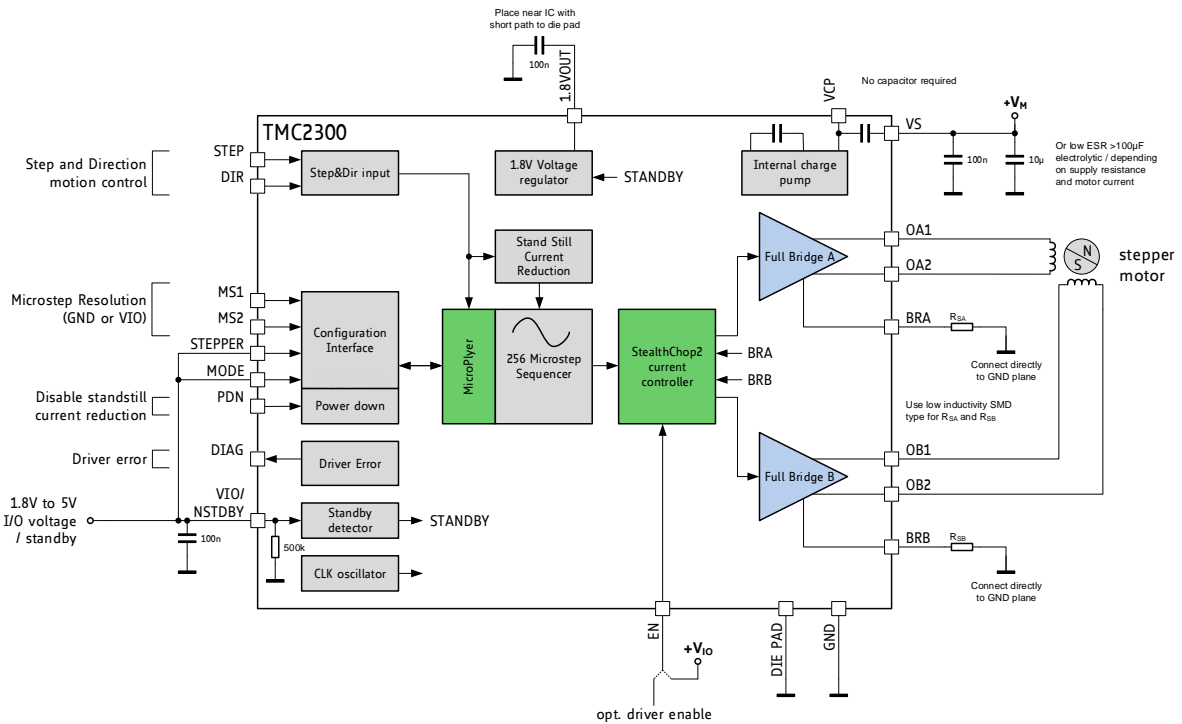 Place near IC with
short path to die pad
100n
1.8VOUT
VCP
No capacitor required
+VM
VS
100n
10µ
Or low ESR >100µF
electrolytic / depending
on supply resistance
and motor current
TMC2300
Step and Direction
motion control
STEP
DIR
Step&Dir input
1.8V Voltage
regulator
STANDBY
Internal charge
pump
Stand Still
Current
Reduction
Full Bridge A
OA1
OA2
N
S
stepper
motor
Microstep Resolution
(GND or VIO)
MS1
MS2
STEPPER
MODE
PDN
Configuration
Interface
Power down
MicroPlyer
256 Microstep
Sequencer
StealthChop2
current
controller
BRA
BRB
BRA
RSA
Connect directly
to GND plane
Disable standstill
current reduction
Use low inductivity SMD
type for RSA and RSB
Driver error
DIAG
Driver Error
OB1
Full Bridge B
OB2
1.8V to 5V
I/O voltage
/ standby
VIO/
NSTDBY
100n
500k
Standby
detector
STANDBY
CLK oscillator
BRB
RSB
Connect directly
to GND plane
EN
DIE PAD
GND
+VIO
opt. driver enable